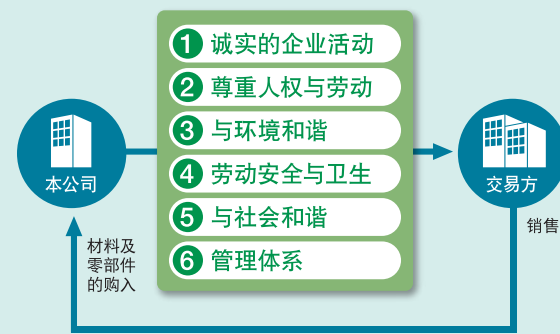 1 诚实的企业活动
2 尊重人权与劳动
3 与环境和谐
4 劳动安全与卫生
5 与社会和谐
6 管理体系
本公司
交易方
销售
材料及
零部件
的购入